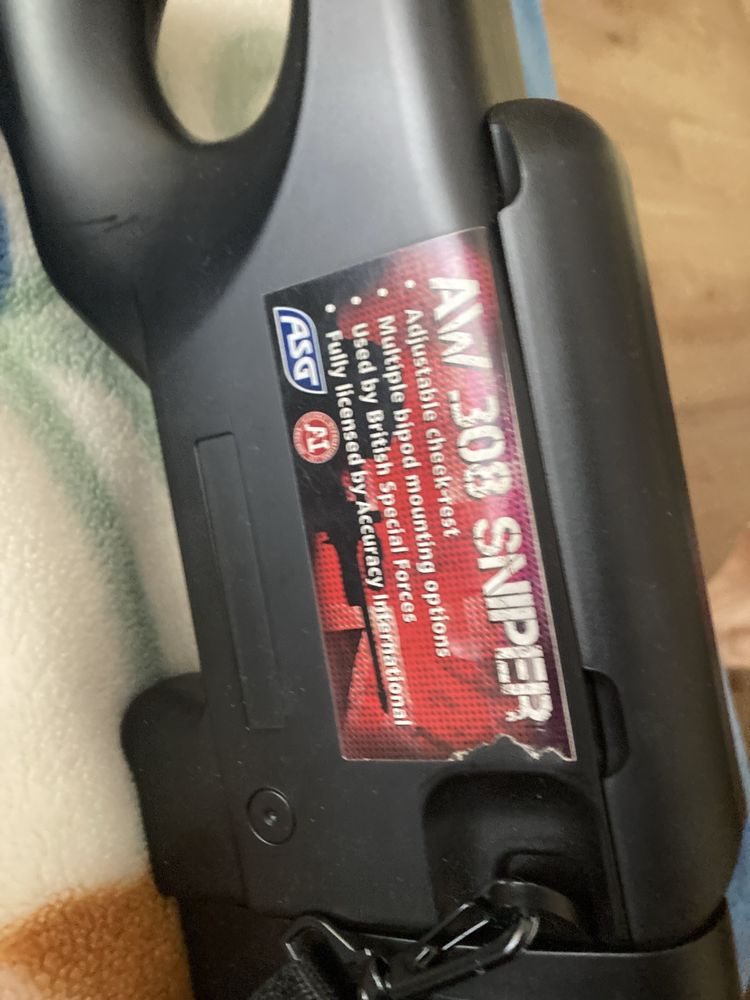 AW .308 SNIPER
• Adjustable cheek-rest
• Multiple bipod mounting options
• Used by British Special Forces
• Fully licensed by Accuracy International
ASG
AI